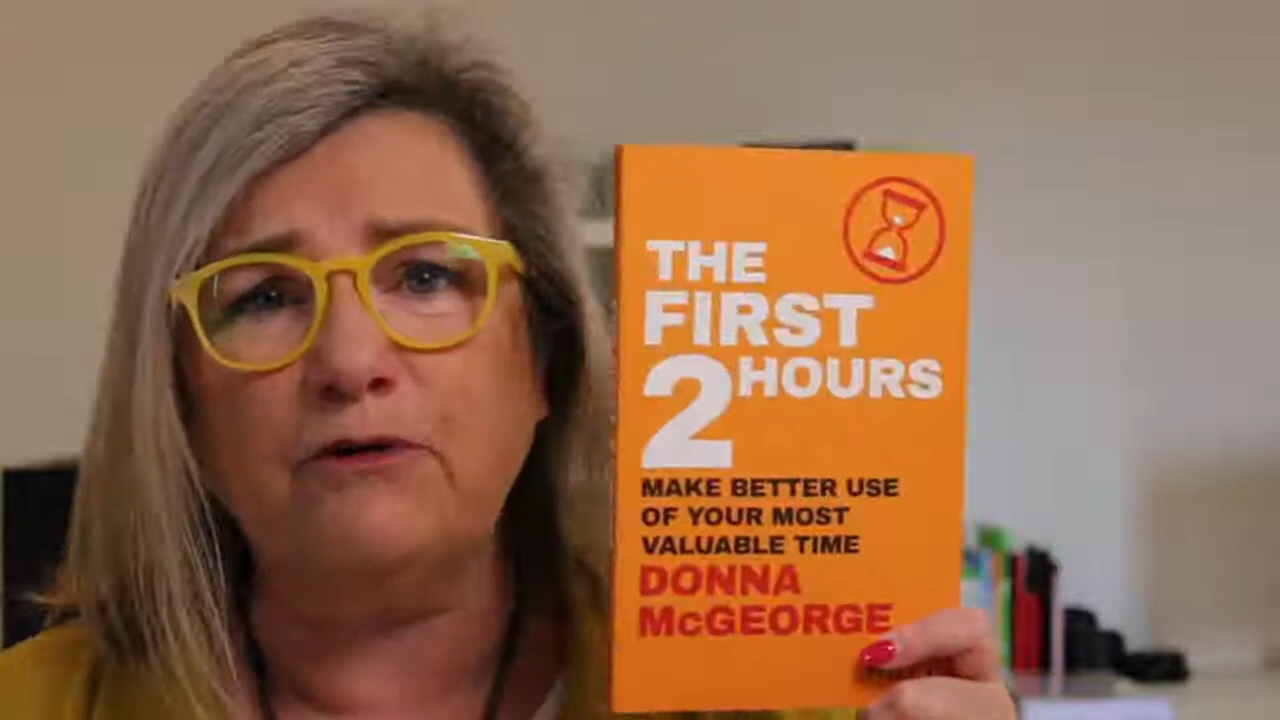 THE
FIRST
2 HOURS
MAKE BETTER USE
OF YOUR MOST
VALUABLE TIME
DONNA
McGEORGE